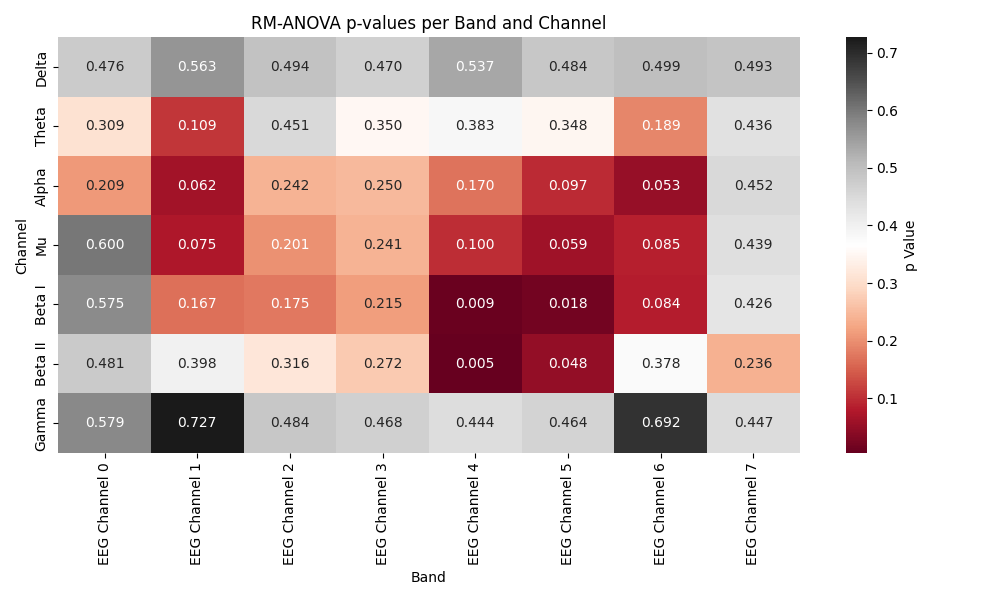 RM-ANOVA p-values per Band and Channel
Channel
Delta 0.476 0.563 0.494 0.470 0.537 0.484 0.499 0.493
Theta 0.309 0.109 0.451 0.350 0.383 0.348 0.189 0.436
Alpha 0.209 0.062 0.242 0.250 0.170 0.097 0.053 0.452
Mu 0.600 0.075 0.201 0.241 0.100 0.059 0.085 0.439
Beta I 0.575 0.167 0.175 0.215 0.009 0.018 0.084 0.426
Beta II 0.481 0.398 0.316 0.272 0.005 0.048 0.378 0.236
Gamma 0.579 0.727 0.484 0.468 0.444 0.464 0.692 0.447
EEG Channel 0
EEG Channel 1
EEG Channel 2
EEG Channel 3
EEG Channel 4
EEG Channel 5
EEG Channel 6
EEG Channel 7
Band
0.7
0.6
0.5
0.4
0.3
0.2
0.1
p Value